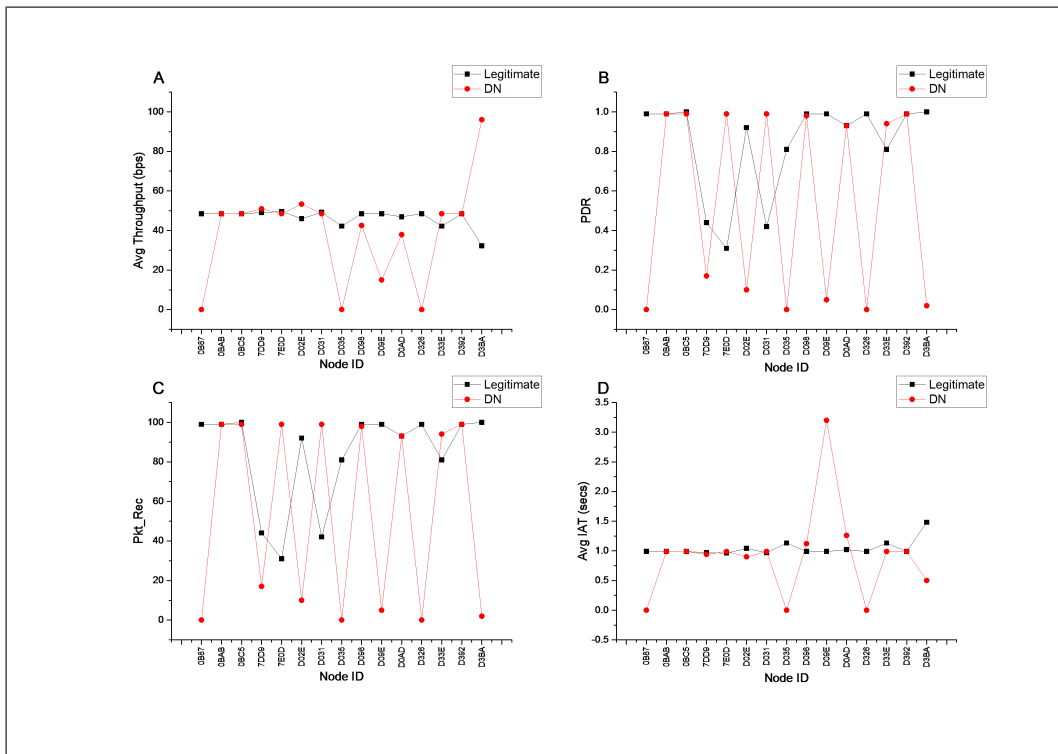 A
Legitimate
DN
Avg Throughput (bps)
100
80
60
40
20
0
0B87
0BAB
0BC5
7DD9
7E0D
D02E
D031
D035
D098
D09E
D0AD
D326
D33E
D392
D3BA
Node ID
B
Legitimate
DN
PDR
1.0
0.8
0.6
0.4
0.2
0.0
0B87
0BAB
0BC5
7DD9
7E0D
D02E
D031
D035
D098
D09E
D0AD
D326
D33E
D392
D3BA
Node ID
C
Legitimate
DN
Pkt_Rec
100
80
60
40
20
0
0B87
0BAB
0BC5
7DD9
7E0D
D02E
D031
D035
D098
D09E
D0AD
D326
D33E
D392
D3BA
Node ID
D
Legitimate
DN
Avg IAT (secs)
3.5
3.0
2.5
2.0
1.5
1.0
0.5
0.0
-0.5
0B87
0BAB
0BC5
7DD9
7E0D
D02E
D031
D035
D098
D09E
D0AD
D326
D33E
D392
D3BA
Node ID